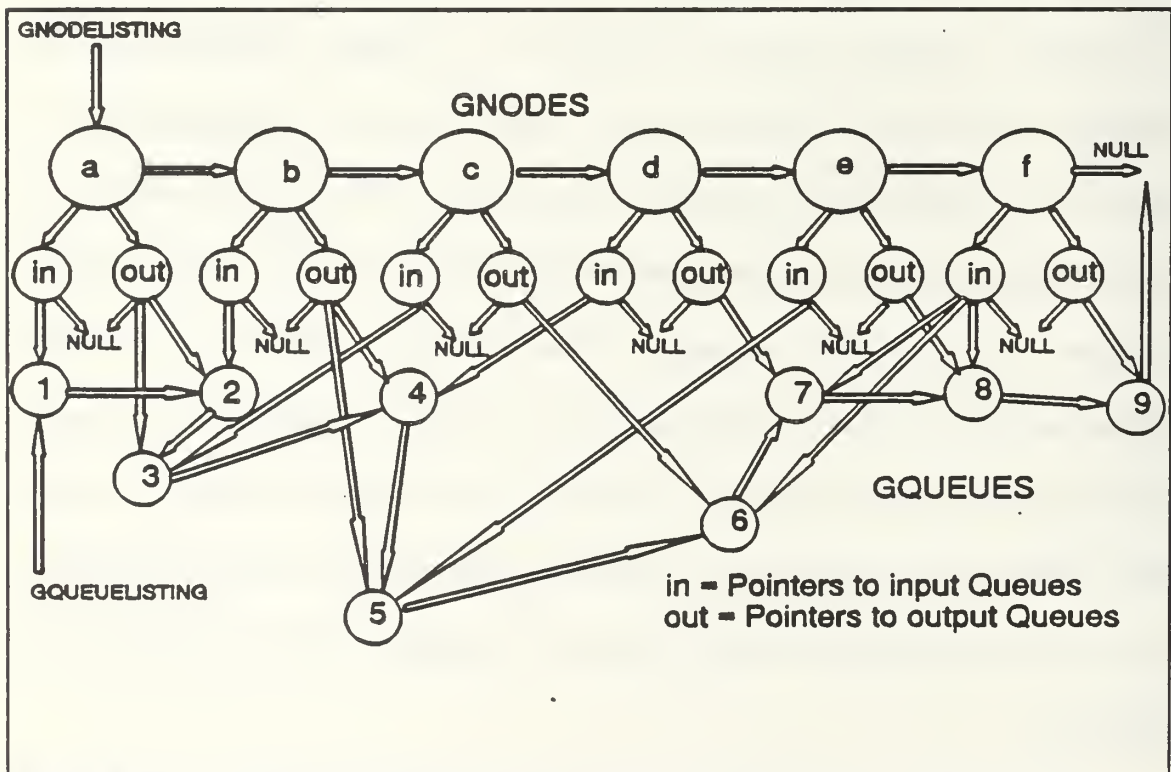 GNODELISTING
GNODES
a
b
c
d
e
f
NULL
in
out
in
out
in
out
in
out
in
out
in
out
NULL
NULL
NULL
NULL
NULL
NULL
1
2
3
4
5
6
7
8
9
GQUEUES
GQUEUELISTING
in = Pointers to input Queues
out = Pointers to output Queues